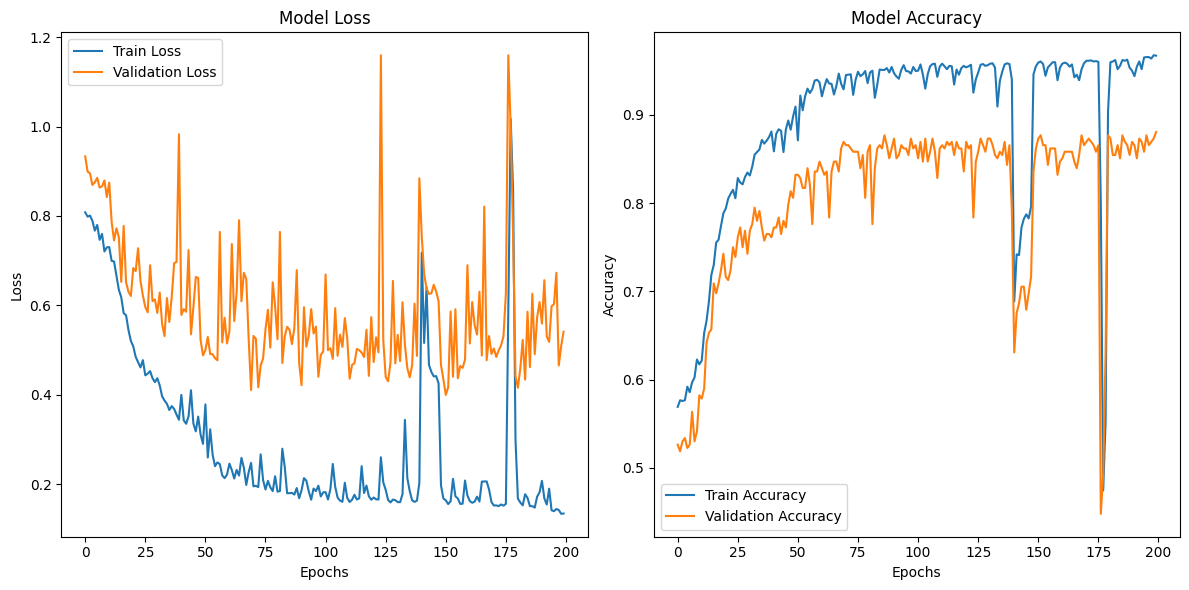 Model Loss
Train Loss
Validation Loss
Loss
1.2
1.0
0.8
0.6
0.4
0.2
0 25 50 75 100 125 150 175 200
Epochs
Model Accuracy
Accuracy
0.9
0.8
0.7
0.6
0.5
Train Accuracy
Validation Accuracy
0 25 50 75 100 125 150 175 200
Epochs